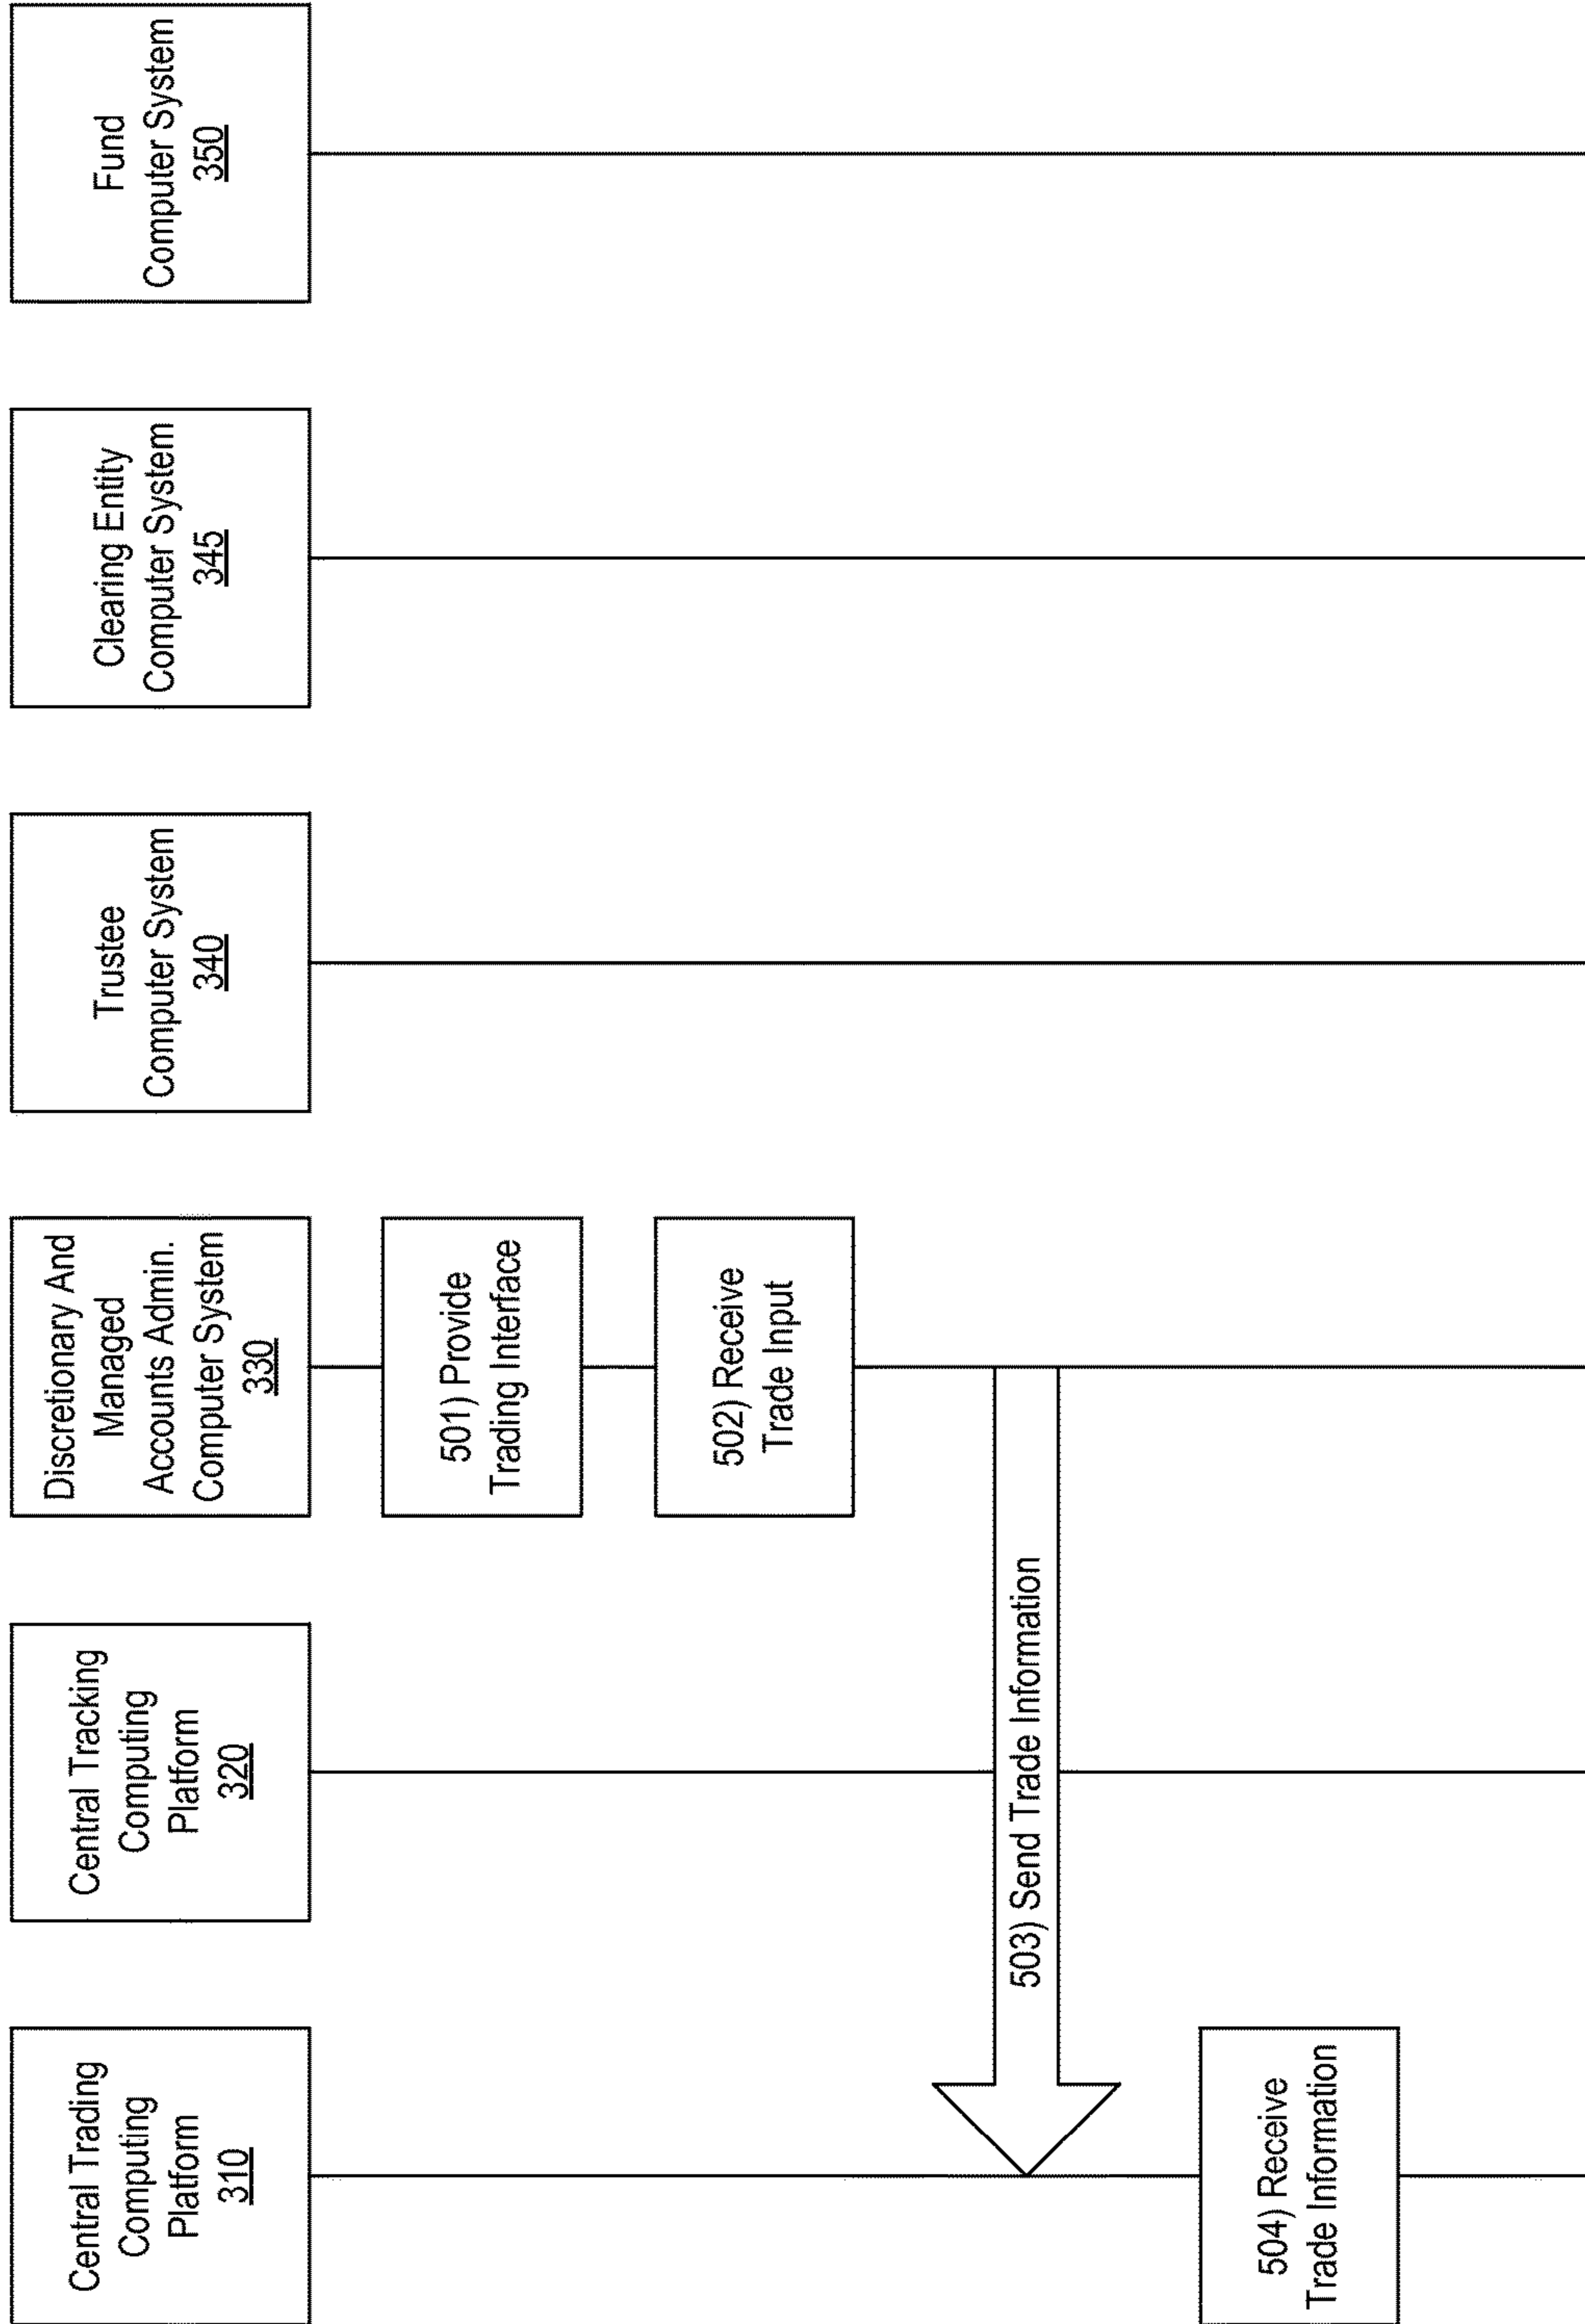 Central Trading
Computing
Platform
310
Central Tracking
Computing
Platform
320
Discretionary And
Managed
Accounts Admin.
Computer System
330
Trustee
Computer System
340
Clearing Entity
Computer System
345
Fund
Computer System
350
501) Provide
Trading Interface
502) Receive
Trade Input
503) Send Trade Information
504) Receive
Trade Information